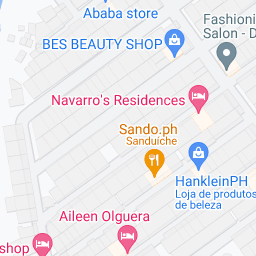 Ababa store
BES BEAUTY SHOP
Fashioni
Salon - D
Navarro's Residences
Sando.ph
Sanduíche
HankleinPH
Loja de produtos
de beleza
Aileen Olguera
shop